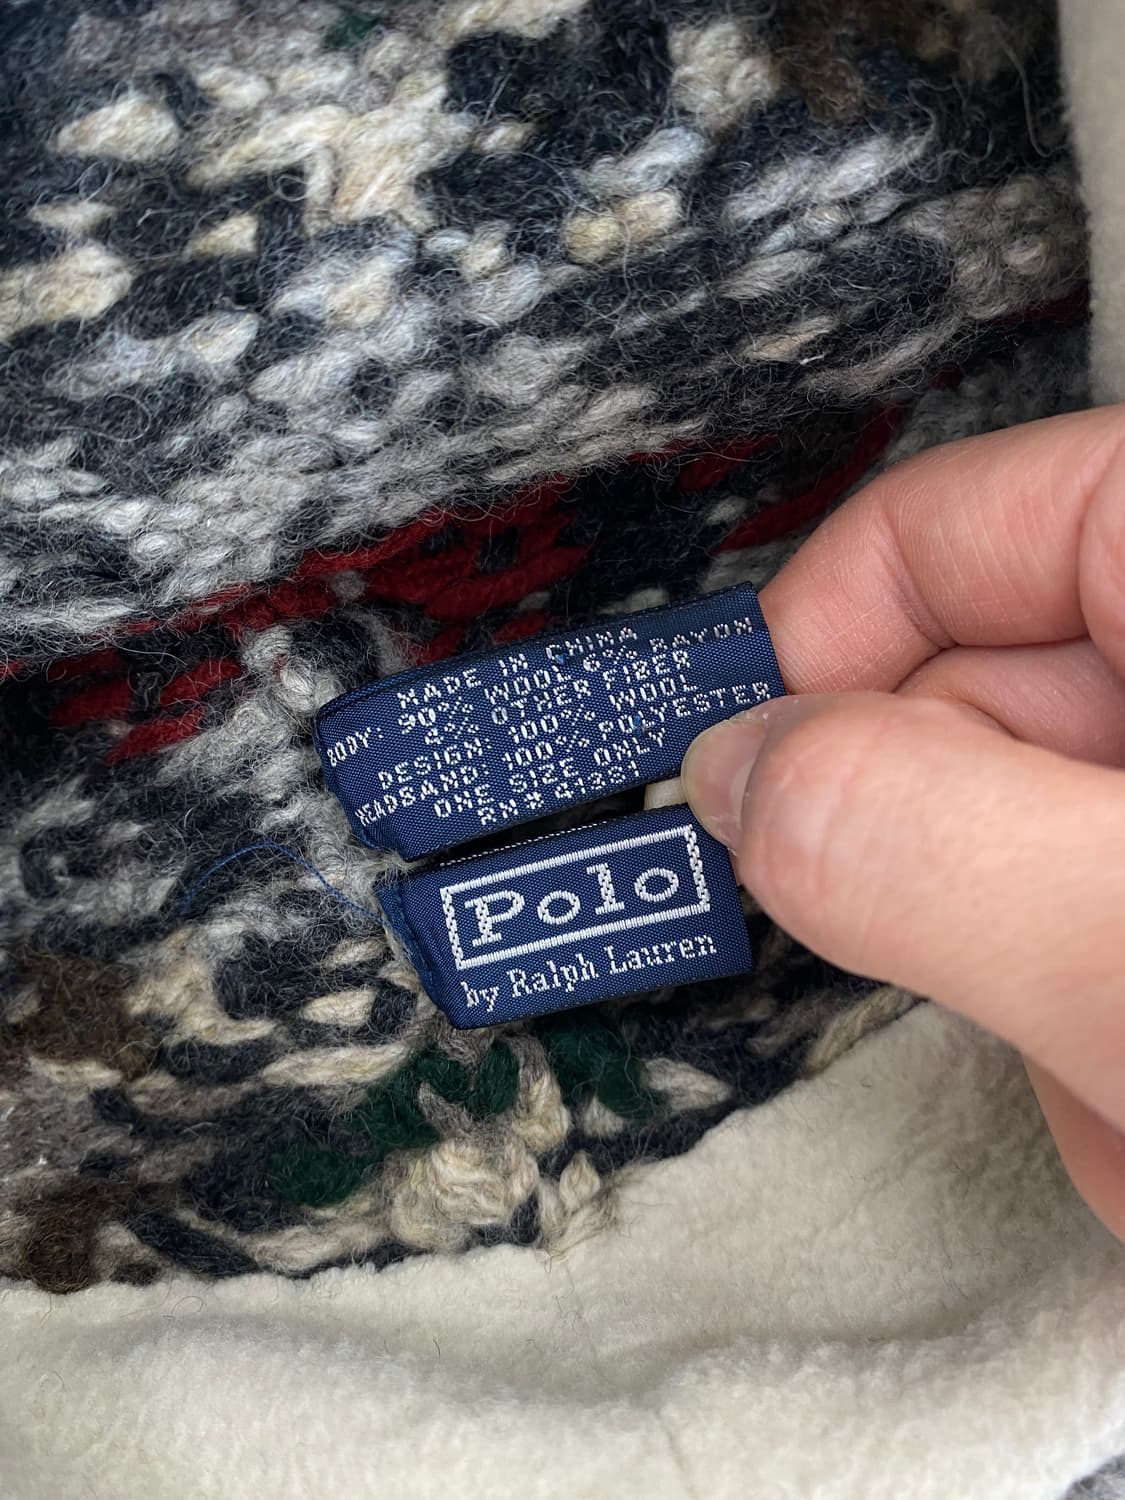 MADE IN CHINA
BODY: 90% WOOL 6% RAYON
OTHER FIBER
DESIGN: 100% WOOL
HEADBAND: 100% POLYESTER
ONE SIZE ONLY
RN# 41381
Polo
by Ralph Lauren